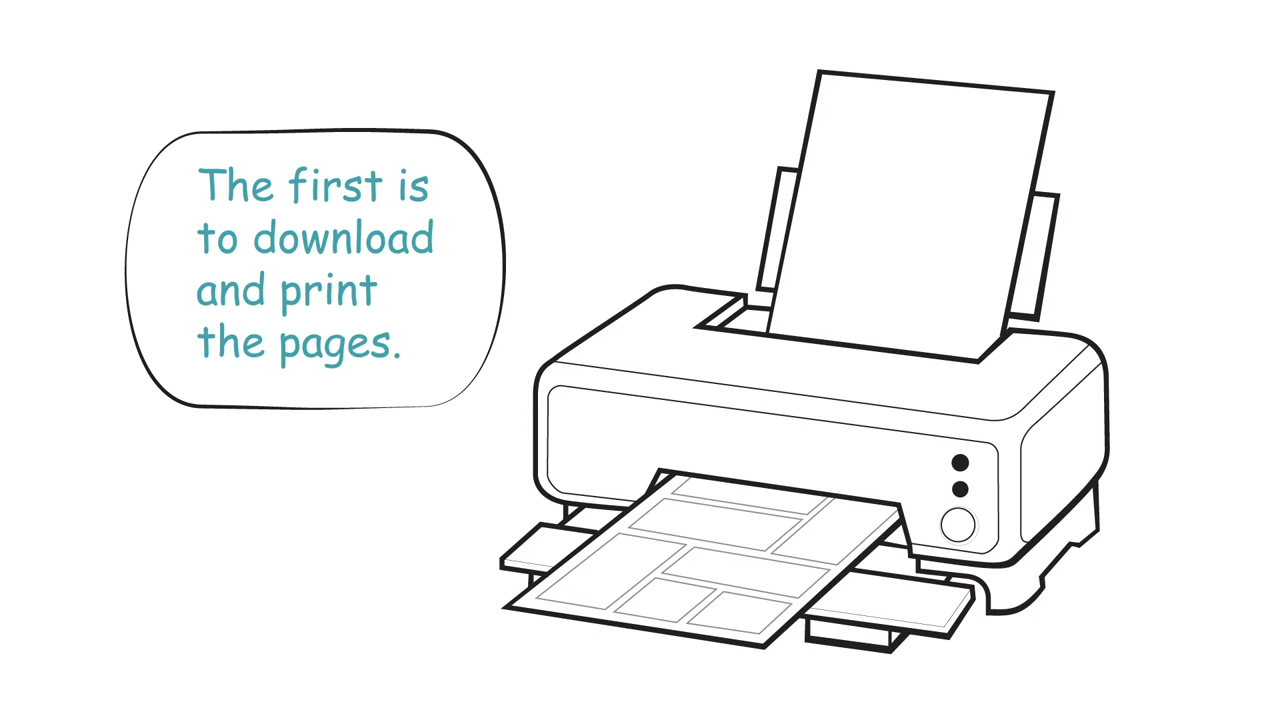 The first is
to download
and print
the pages.